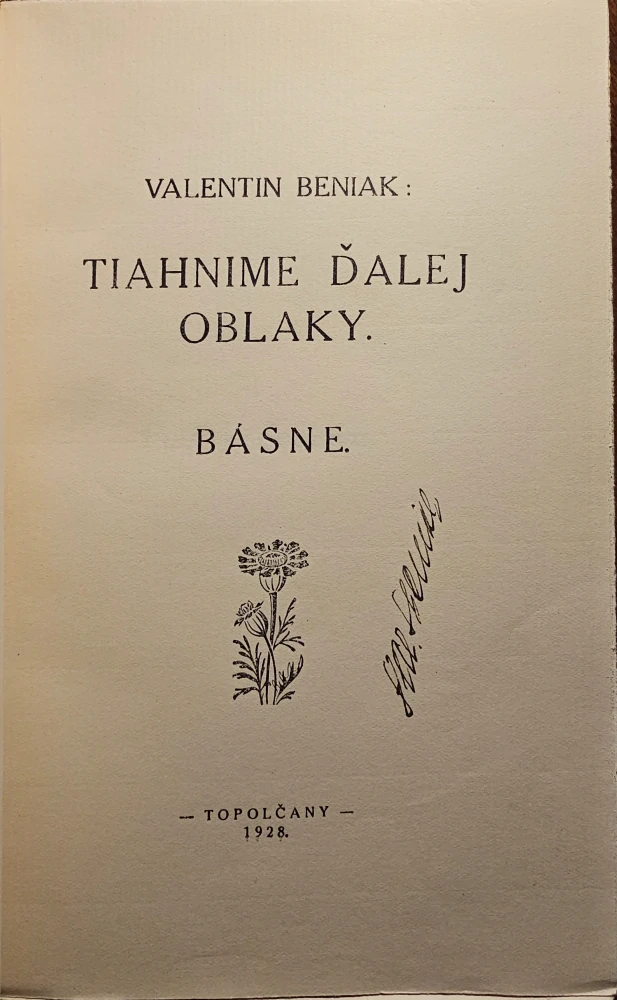 VALENTIN BENIAK:
TIAHNIME ĎALEJ
OBLAKY.
BÁSNE.
— TOPOLČANY —
1928.